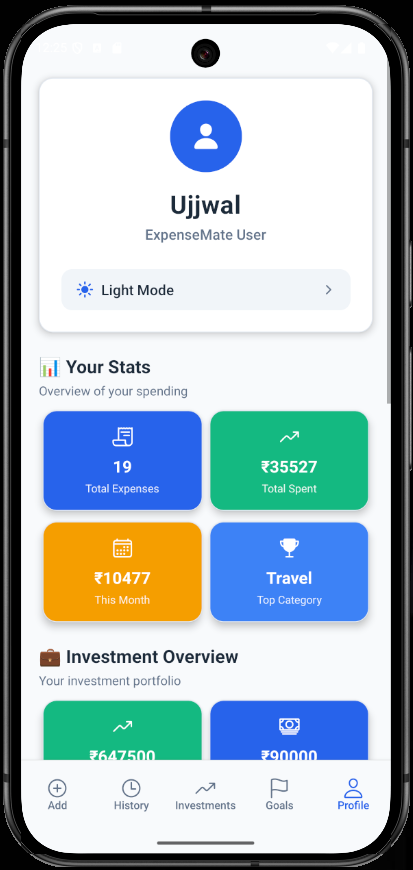 Ujjwal
ExpenseMate User
Light Mode
📊 Your Stats
Overview of your spending
19
Total Expenses
₹35527
Total Spent
₹10477
This Month
Travel
Top Category
💼 Investment Overview
Your investment portfolio
₹647500
₹90000
Add
History
Investments
Goals
Profile